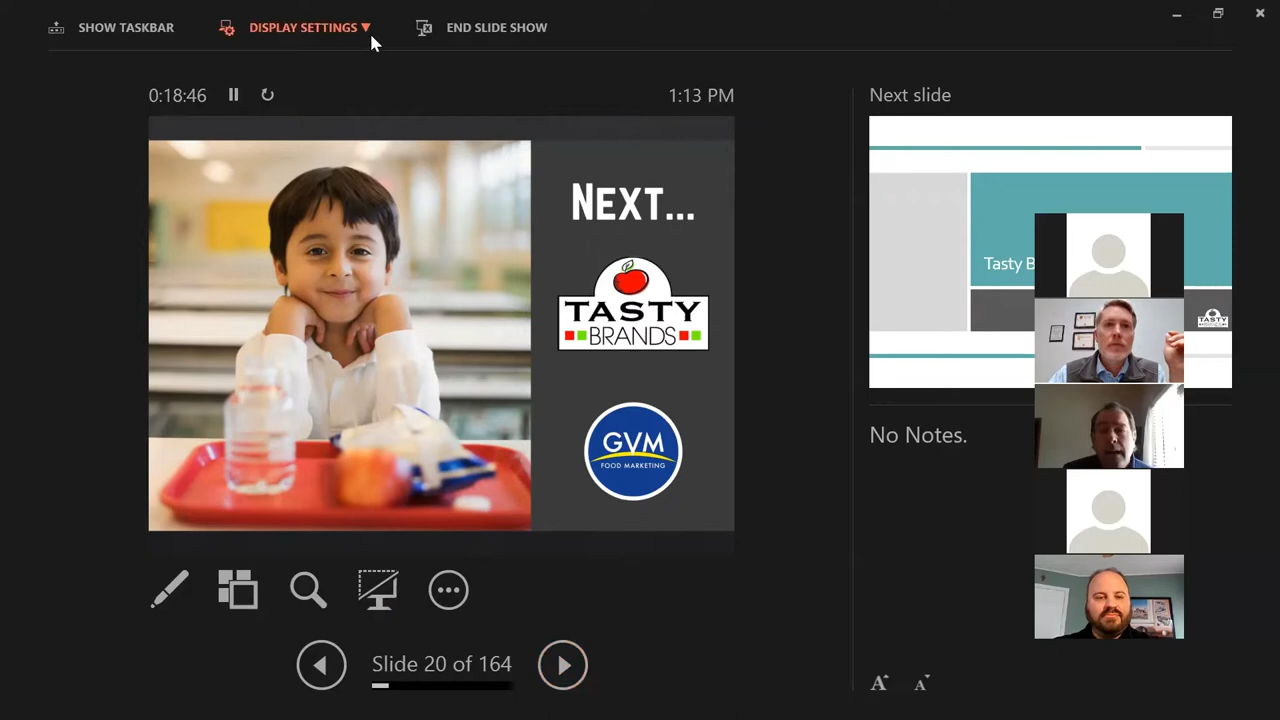 SHOW TASKBAR
DISPLAY SETTINGS ▼
END SLIDE SHOW
0:18:46
1:13 PM
Next slide
NEXT...
TASTY
BRANDS
GVM
FOOD MARKETING
Tasty B
TASTY
No Notes.
Slide 20 of 164
A
A